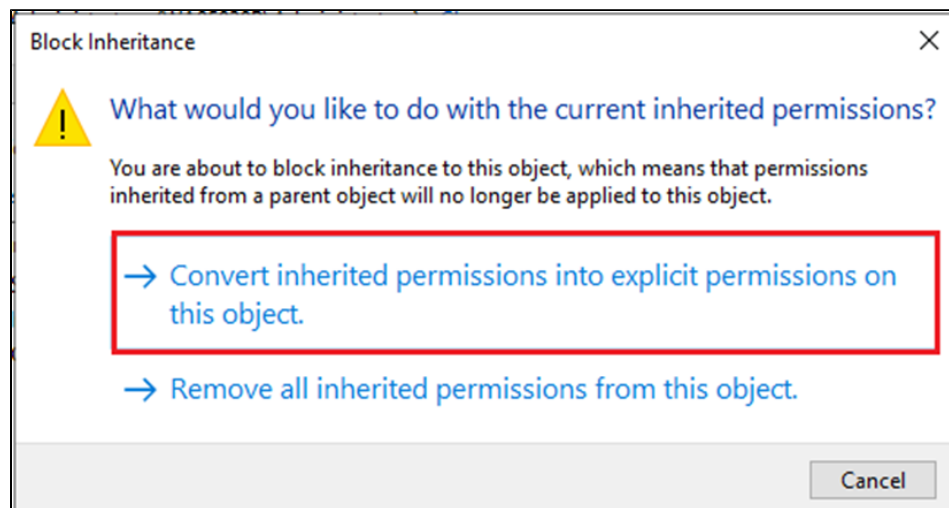 Block Inheritance
What would you like to do with the current inherited permissions?
You are about to block inheritance to this object, which means that permissions
inherited from a parent object will no longer be applied to this object.
Convert inherited permissions into explicit permissions on
this object.
Remove all inherited permissions from this object.
Cancel